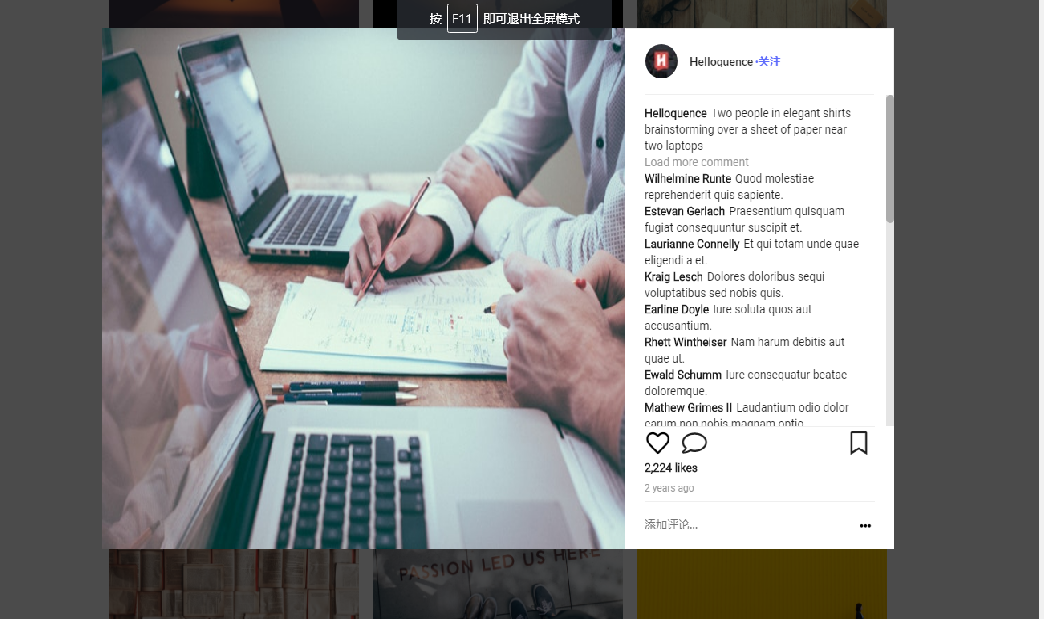 按 F11 即可退出全屏模式
Helloquence •关注
Helloquence Two people in elegant shirts
brainstorming over a sheet of paper near
two laptops
Load more comment
Wilhelmine Runte Quod molestiae
reprehenderit quis sapiente.
Estevan Gerlach Praesentium quisquam
fugiat consequuntur suscipit et.
Laurianne Connelly Et qui totam unde quae
eligendi a et.
Kraig Lesch Dolores doloribus sequi
voluptatibus sed nobis quis.
Earline Doyle Iure soluta quos aut
accusantium.
Rhett Wintheiser Nam harum debitis aut
quae ut.
Ewald Schumm Iure consequatur beatae
doloremque.
Mathew Grimes II Laudantium odio dolor
earum non nobis magnam optio
2,224 likes
2 years ago
添加评论...
PASSION LED US HERE